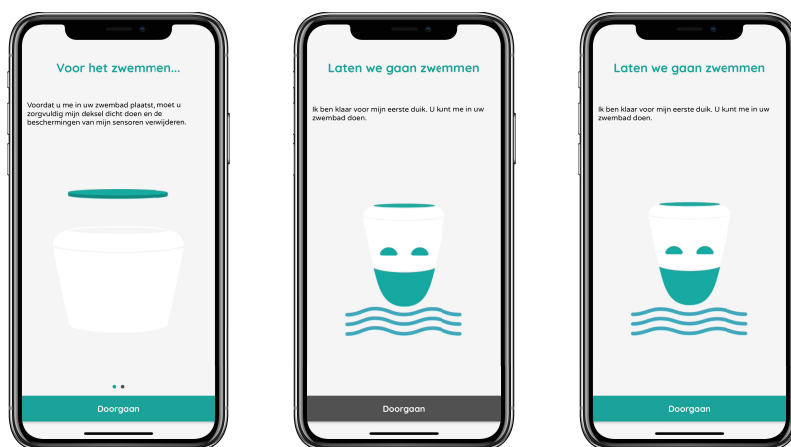 Voor het zwemmen...
Voordat u me in uw zwembad plaatst, moet u
zorgvuldig mijn deksel dicht doen en de
beschermingen van mijn sensoren verwijderen.
Doorgaan
Laten we gaan zwemmen
Ik ben klaar voor mijn eerste duik. U kunt me in uw
zwembad doen.
Doorgaan
Laten we gaan zwemmen
Ik ben klaar voor mijn eerste duik. U kunt me in uw
zwembad doen.
Doorgaan